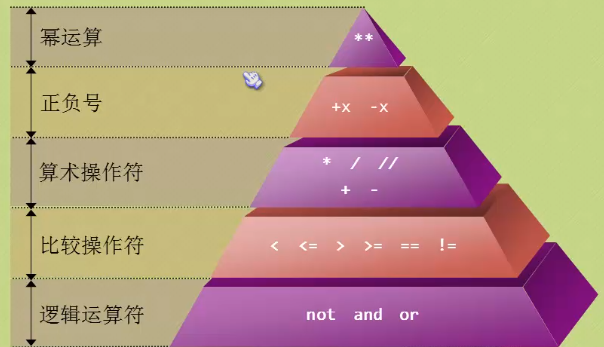 幂运算 **
正负号 +x -x
算术操作符 * / //
+ -
比较操作符 < <= > >= == !=
逻辑运算符 not and or